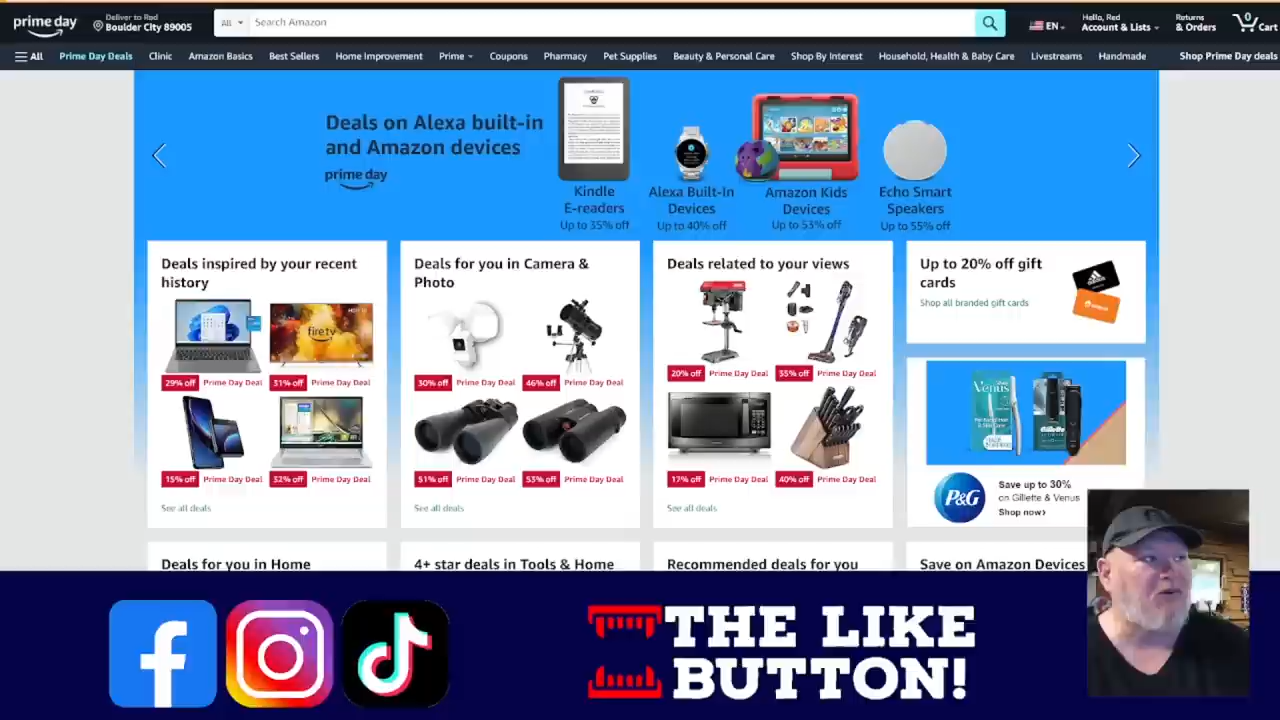 prime day
Deliver to Rod
Boulder City 89005
All
Search Amazon
EN
Hello, Red
Account & Lists
Returns
& Orders
0
Cart
All
Prime Day Deals
Clinic
Amazon Basics
Best Sellers
Home Improvement
Prime
Coupons
Pharmacy
Pet Supplies
Beauty & Personal Care
Shop By Interest
Household, Health & Baby Care
Livestreams
Handmade
Shop Prime Day deals
Deals on Alexa built-in
and Amazon devices
prime day
Kindle
E-readers
Up to 35% off
Alexa Built-In
Devices
Up to 40% off
Amazon Kids
Devices
Up to 53% off
Echo Smart
Speakers
Up to 55% off
Deals inspired by your recent
history
fire tv
29% off Prime Day Deal
31% off Prime Day Deal
15% off Prime Day Deal
32% off Prime Day Deal
See all deals
Deals for you in Camera &
Photo
30% off Prime Day Deal
46% off Prime Day Deal
51% off Prime Day Deal
53% off Prime Day Deal
See all deals
Deals related to your views
20% off Prime Day Deal
35% off Prime Day Deal
17% off Prime Day Deal
40% off Prime Day Deal
See all deals
Up to 20% off gift
cards
Shop all branded gift cards
adidas
Venus
Gillette
P&G
Save up to 30%
on Gillette & Venus
Shop now›
Deals for you in Home
4+ star deals in Tools & Home
Recommended deals for you
Save on Amazon Devices
THE LIKE
BUTTON!